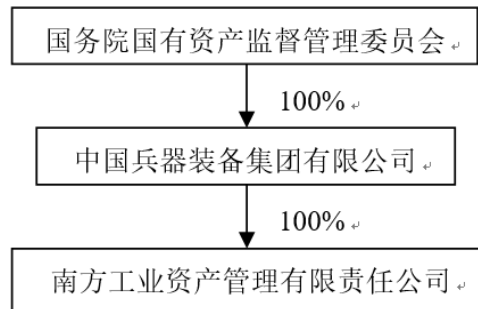 国务院国有资产监督管理委员会
100%
中国兵器装备集团有限公司
100%
南方工业资产管理有限责任公司